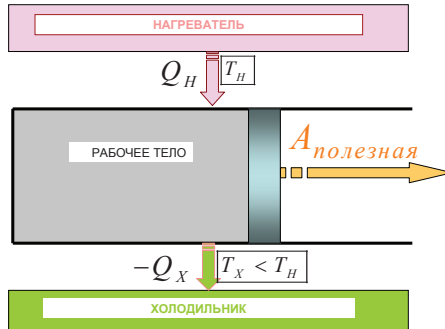 НАГРЕВАТЕЛЬ
Q_H T_H
РАБОЧЕЕ ТЕЛО
A_полезная
−Q_X T_X < T_H
ХОЛОДИЛЬНИК